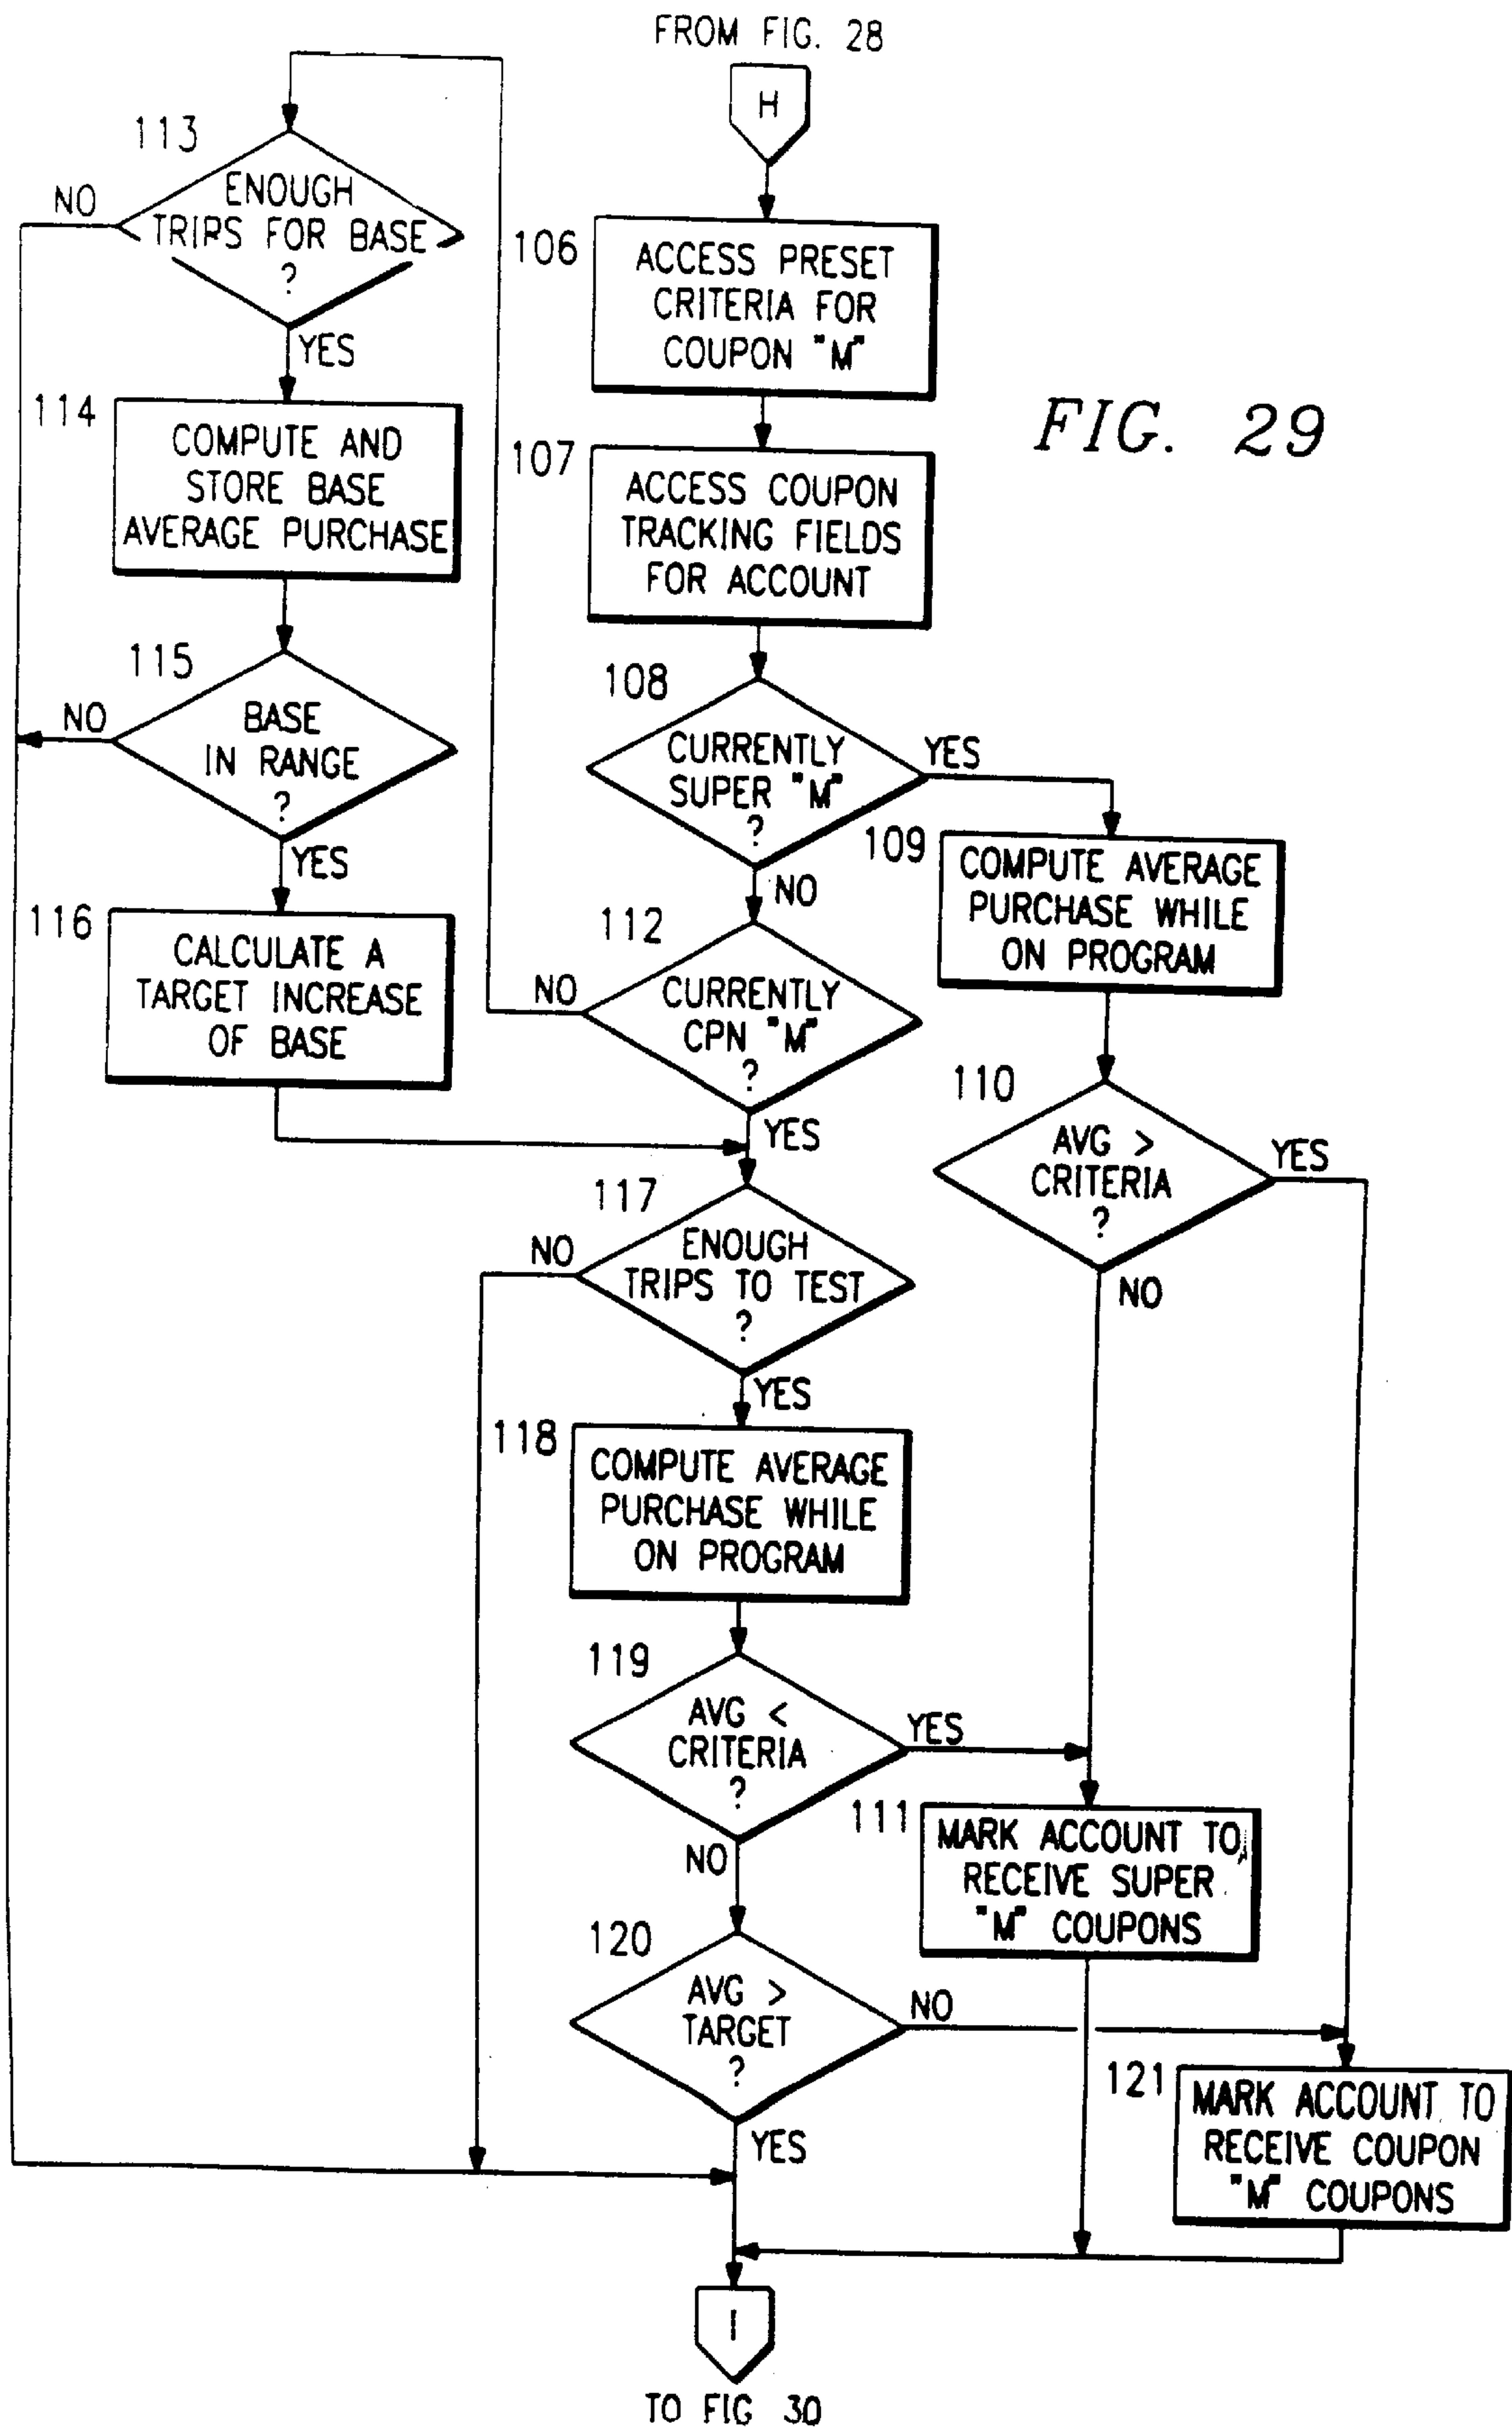 FROM FIG. 28
H
106
ACCESS PRESET
CRITERIA FOR
COUPON "M"
FIG. 29
107
ACCESS COUPON
TRACKING FIELDS
FOR ACCOUNT
108
CURRENTLY
SUPER "M"
?
YES
NO
109
COMPUTE AVERAGE
PURCHASE WHILE
ON PROGRAM
110
AVG >
CRITERIA
?
YES
NO
112
CURRENTLY
CPN "M"
?
NO
YES
113
ENOUGH
TRIPS FOR BASE
?
NO
YES
114
COMPUTE AND
STORE BASE
AVERAGE PURCHASE
115
BASE
IN RANGE
?
NO
YES
116
CALCULATE A
TARGET INCREASE
OF BASE
117
ENOUGH
TRIPS TO TEST
?
NO
YES
118
COMPUTE AVERAGE
PURCHASE WHILE
ON PROGRAM
119
AVG <
CRITERIA
?
YES
NO
111
MARK ACCOUNT TO
RECEIVE SUPER
"M" COUPONS
120
AVG >
TARGET
?
NO
YES
121
MARK ACCOUNT TO
RECEIVE COUPON
"M" COUPONS
I
TO FIG 30